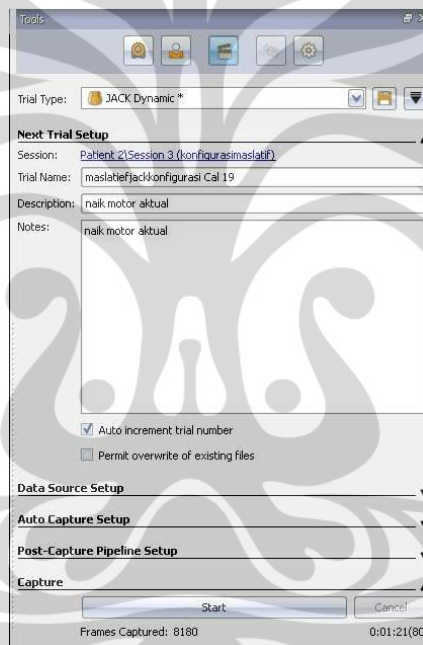 Tools
Trial Type: JACK Dynamic *
Next Trial Setup
Session: Patient 2\Session 3 (konfigurasimaslatif)
Trial Name: maslatiefjackkonfigurasi Cal 19
Description: naik motor aktual
Notes: naik motor aktual
Auto increment trial number
Permit overwrite of existing files
Data Source Setup
Auto Capture Setup
Post-Capture Pipeline Setup
Capture
Start Cancel
Frames Captured: 8180 0:01:21(80